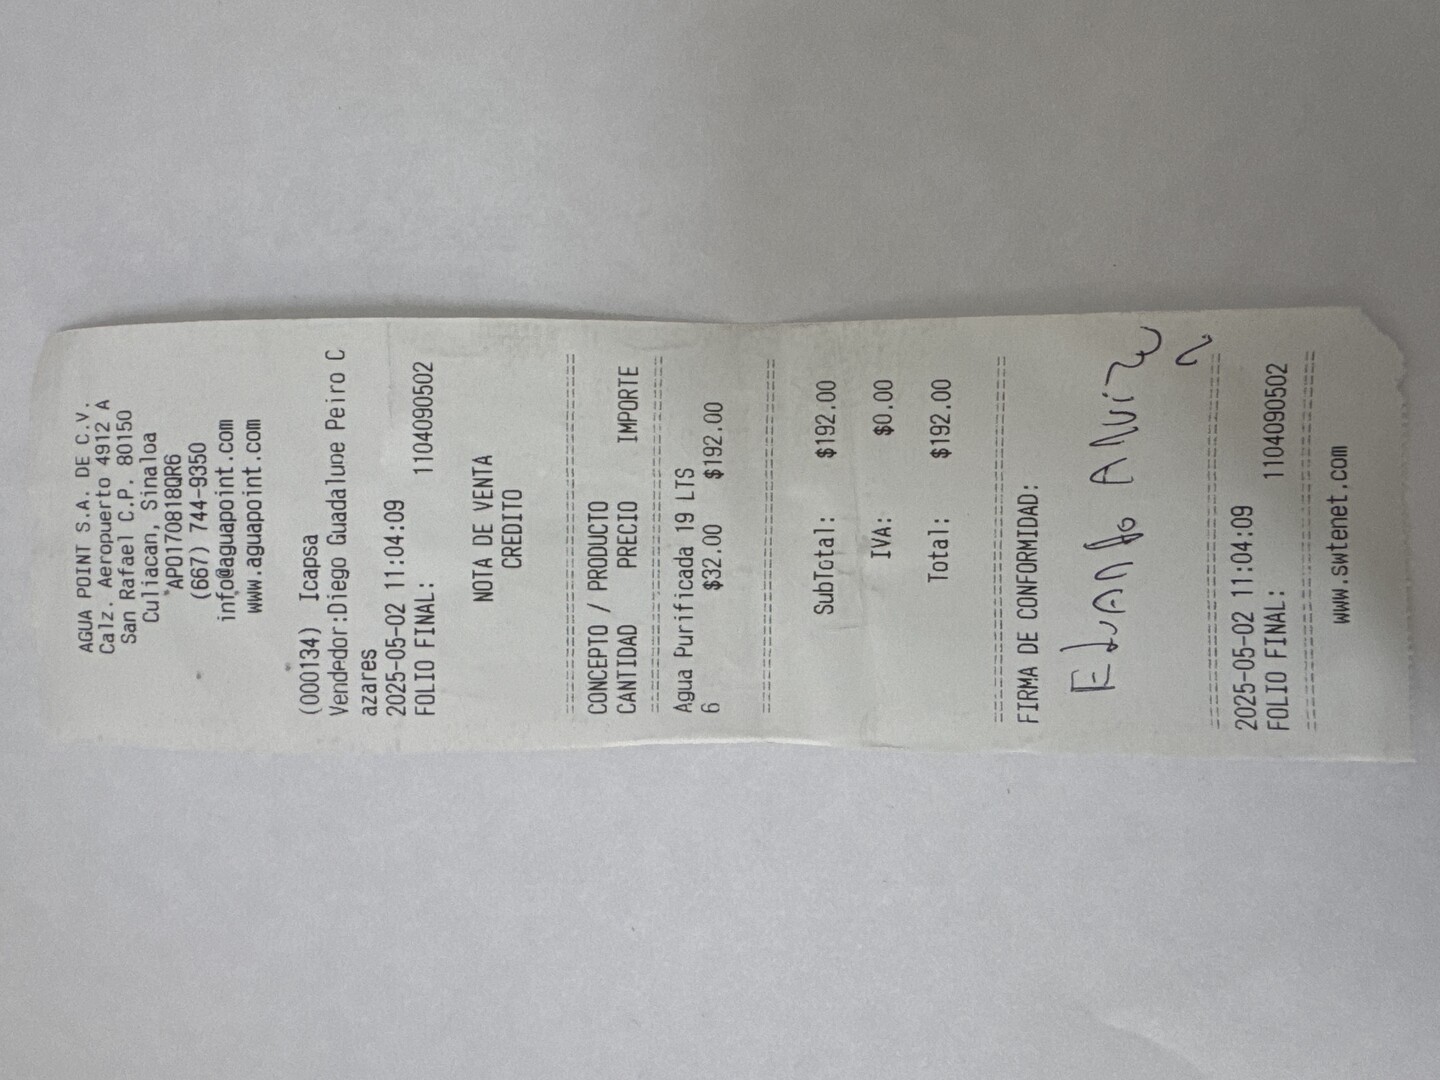 AGUA POINT S.A. DE C.V.
Calz. Aeropuerto 4912 A
San Rafael C.P. 80150
Culiacan, Sinaloa
APO170818QR6
(667) 744-9350
info@aguapoint.com
www.aguapoint.com
(000134) Icapsa
Vendedor:Diego Guadalupe Peiro C
azares
2025-05-02 11:04:09
FOLIO FINAL: 1104090502
NOTA DE VENTA
CREDITO
CONCEPTO / PRODUCTO
CANTIDAD PRECIO IMPORTE
Agua Purificada 19 LTS
6 $32.00 $192.00
SubTotal: $192.00
IVA: $0.00
Total: $192.00
FIRMA DE CONFORMIDAD:
2025-05-02 11:04:09
FOLIO FINAL: 1104090502
www.swtenet.com